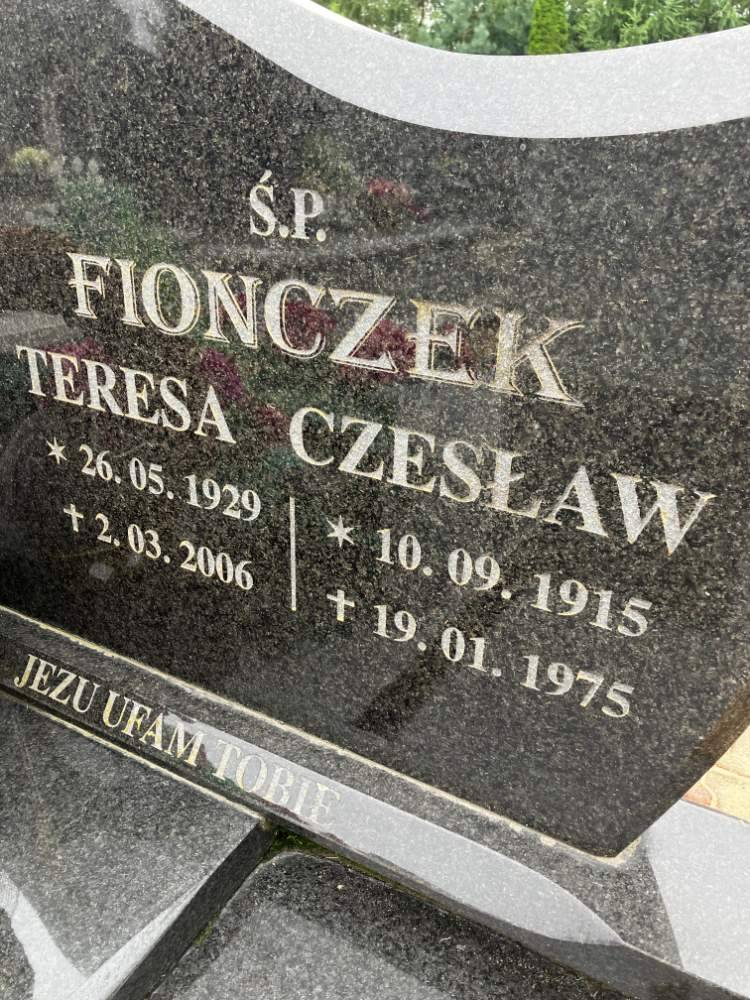 Ś.P.
FIONCZEK
TERESA CZESŁAW
* 26. 05. 1929
✝ 2. 03. 2006
* 10. 09. 1915
✝ 19. 01. 1975
JEZU UFAM TOBIE